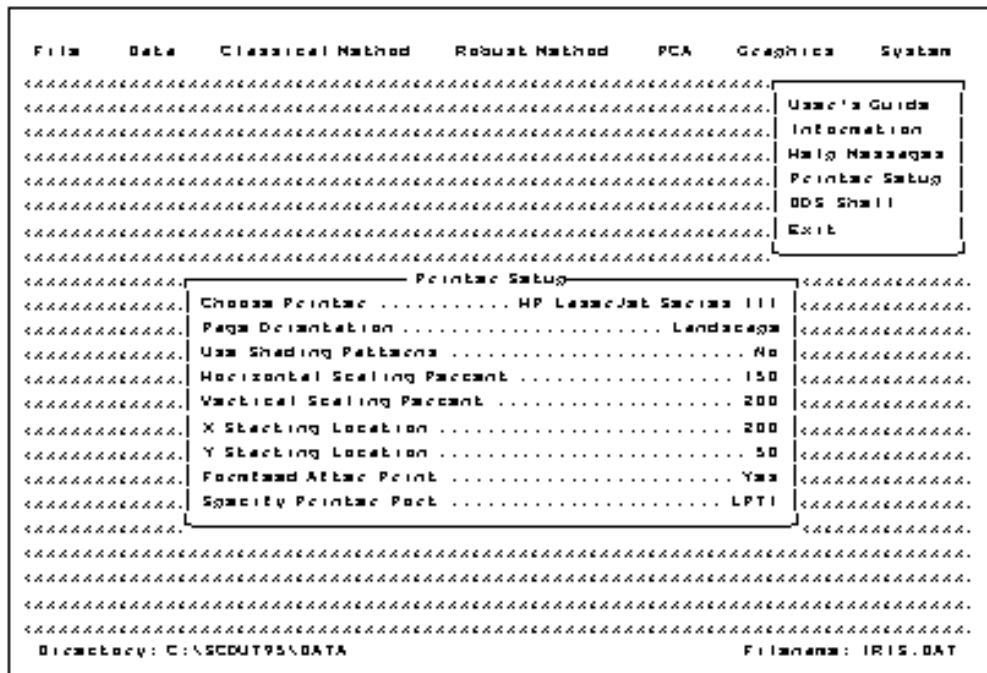 File Data Classical Method Robust Method PCA Graphics System
User's Guide
Information
Help Messages
Printer Setup
DOS Shell
Exit
Printer Setup
Choose Printer ........... HP LaserJet Series III
Page Orientation ...................... Landscape
Use Shading Patterns ........................ No
Horizontal Scaling Percent ................. 150
Vertical Scaling Percent ................... 200
X Starting Location ........................ 200
Y Starting Location ......................... 50
Formfeed After Print ....................... Yes
Specify Printer Port ...................... LPT1
Directory: C:\SCOUT95\DATA Filename: IRIS.DAT